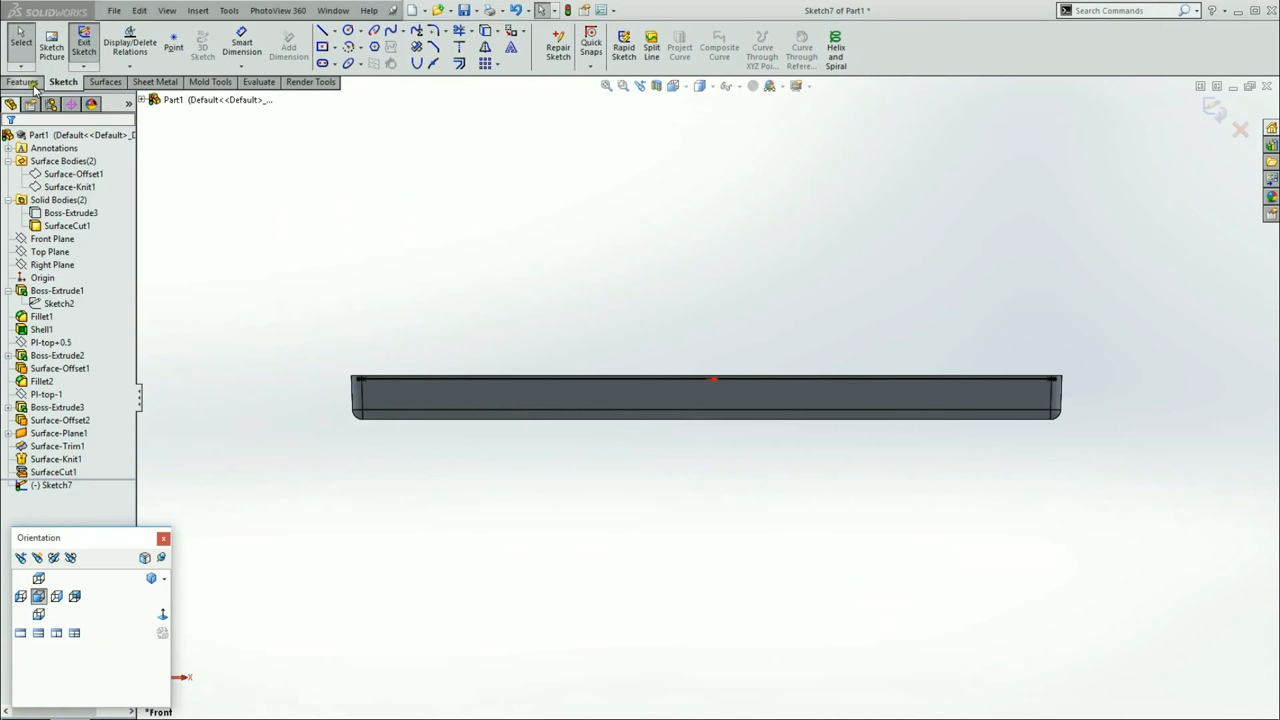 SOLIDWORKS
File
Edit
View
Insert
Tools
PhotoView 360
Window
Help
Sketch7 of Part1 *
Search Commands
Select
Sketch Picture
Exit Sketch
Display/Delete Relations
Point
3D Sketch
Smart Dimension
Add Dimension
Repair Sketch
Quick Snaps
Rapid Sketch
Split Line
Project Curve
Composite Curve
Curve Through XYZ Poi...
Curve Through Refere...
Helix and Spiral
Features
Sketch
Surfaces
Sheet Metal
Mold Tools
Evaluate
Render Tools
Part1 (Default<<Default>_...
Part1 (Default<<Default>_D
Annotations
Surface Bodies(2)
Surface-Offset1
Surface-Knit1
Solid Bodies(2)
Boss-Extrude3
SurfaceCut1
Front Plane
Top Plane
Right Plane
Origin
Boss-Extrude1
Sketch2
Fillet1
Shell1
Pl-top+0.5
Boss-Extrude2
Surface-Offset1
Fillet2
Pl-top-1
Boss-Extrude3
Surface-Offset2
Surface-Plane1
Surface-Trim1
Surface-Knit1
SurfaceCut1
(-) Sketch7
Orientation
X
*Front